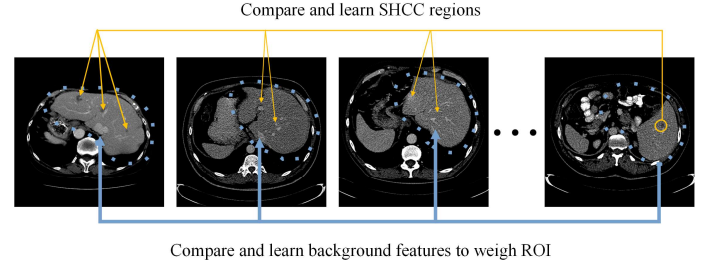 Compare and learn SHCC regions
Compare and learn background features to weigh ROI